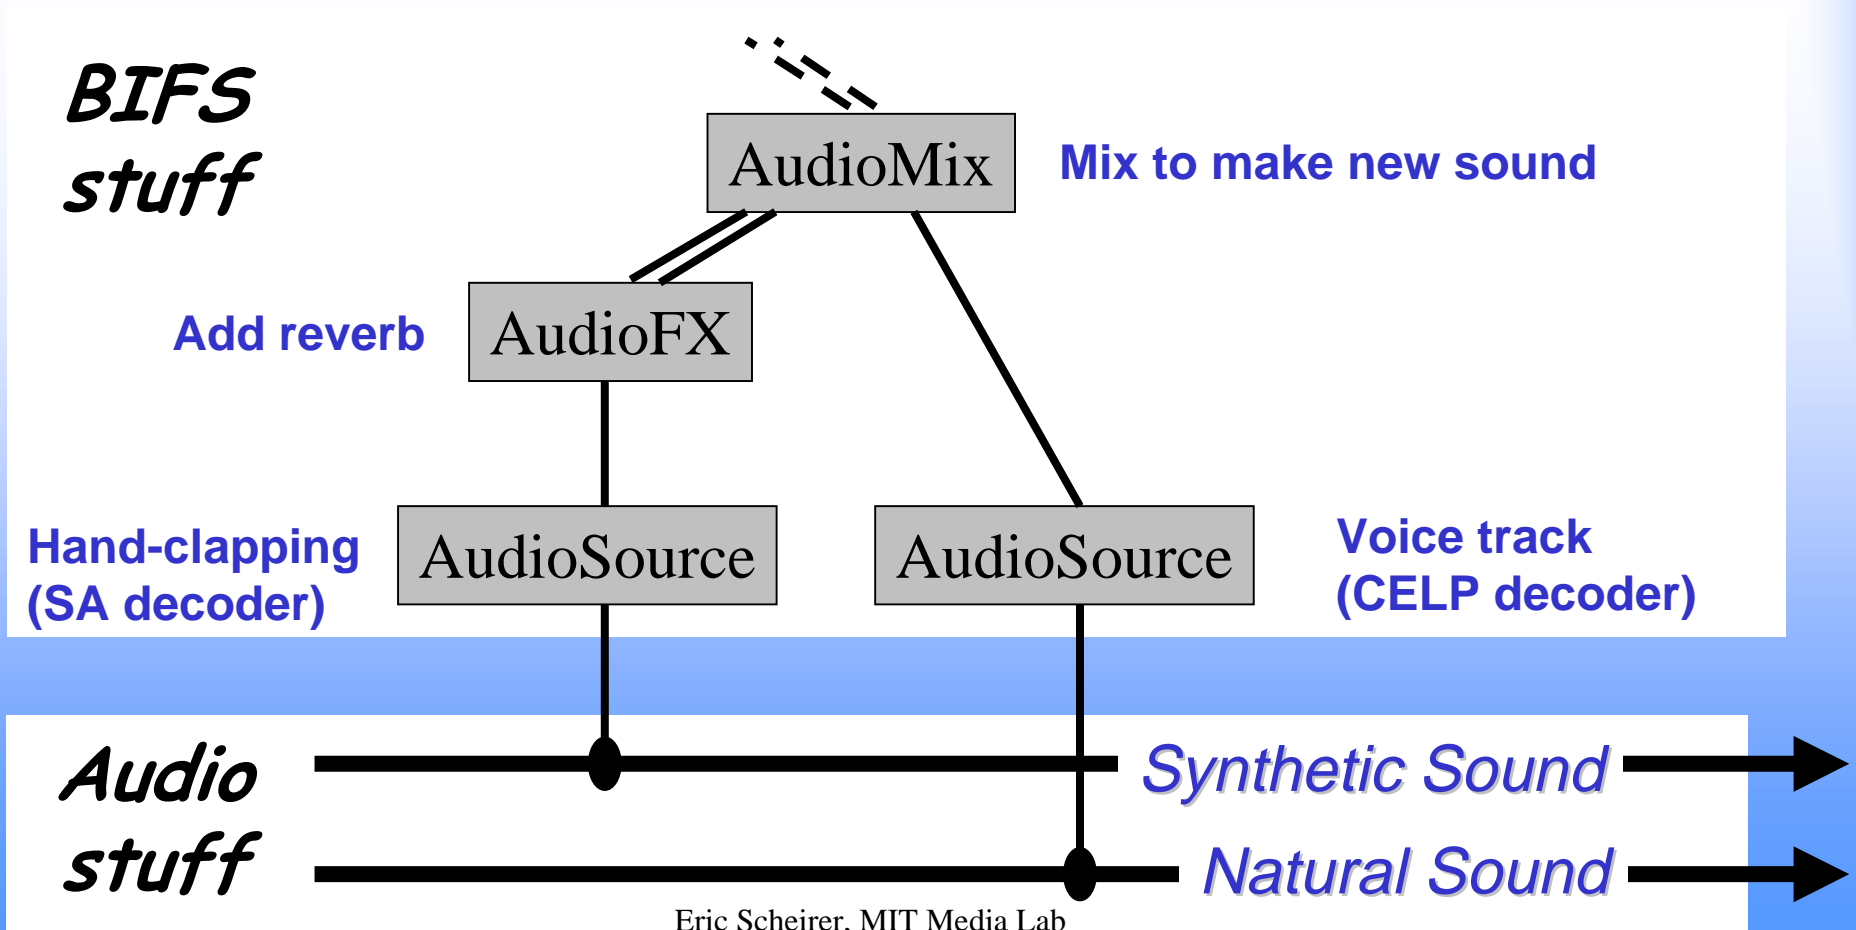 BIFS
stuff
AudioMix
Mix to make new sound
Add reverb
AudioFX
Hand-clapping
(SA decoder)
AudioSource
AudioSource
Voice track
(CELP decoder)
Audio
stuff
Synthetic Sound
Natural Sound
Eric Scheirer, MIT Media Lab